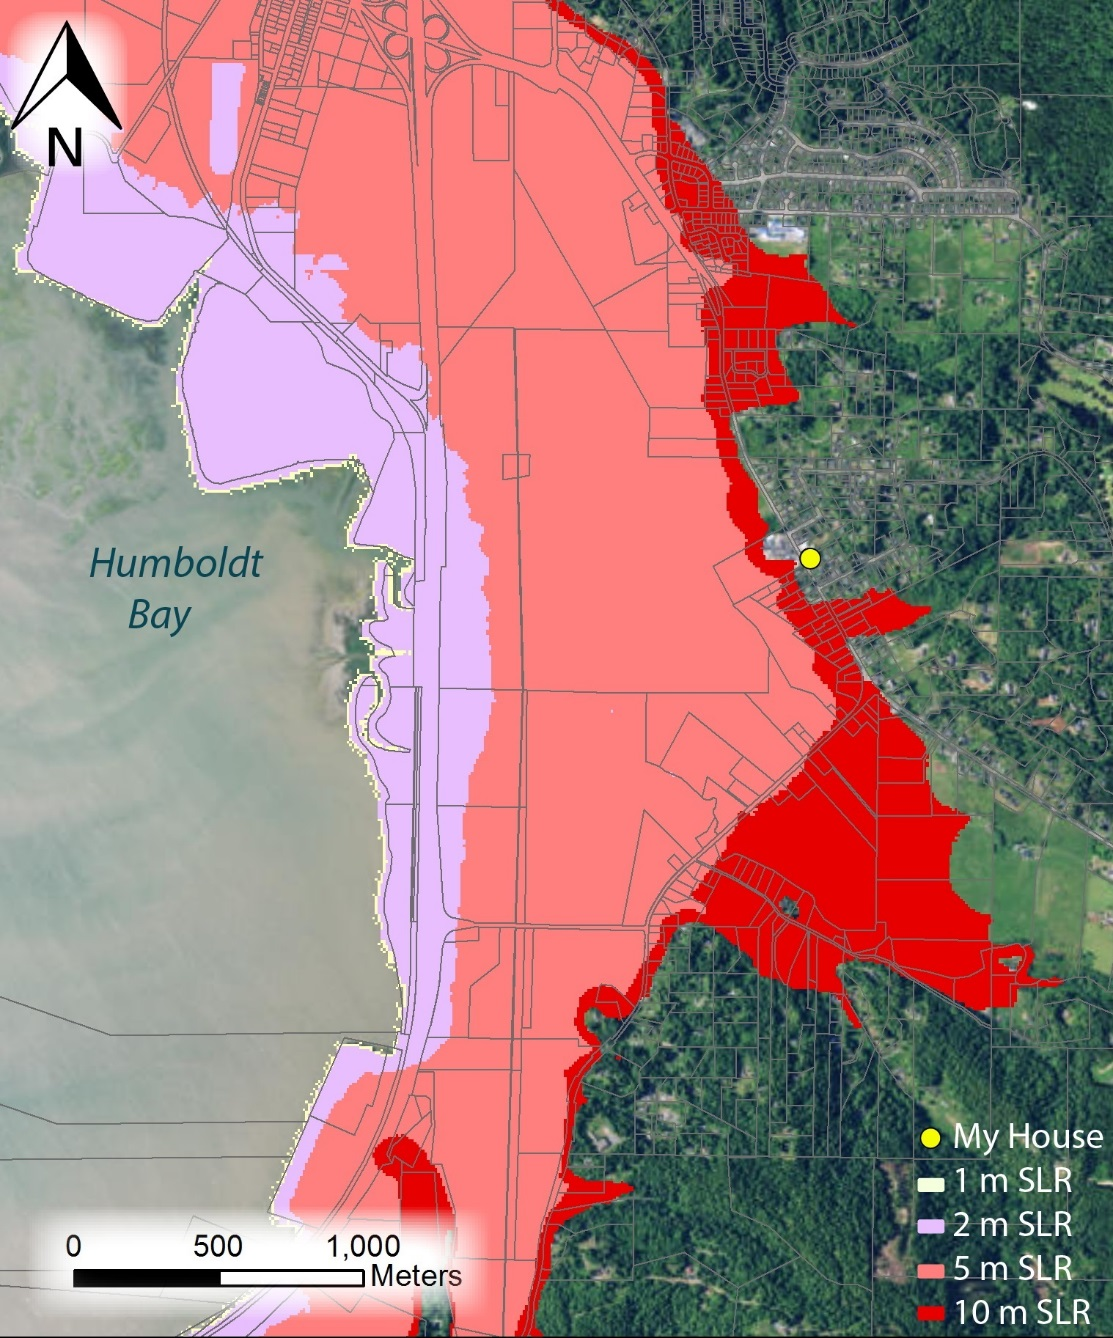 N
Humboldt
Bay
My House
1 m SLR
2 m SLR
5 m SLR
10 m SLR
0 500 1,000
Meters